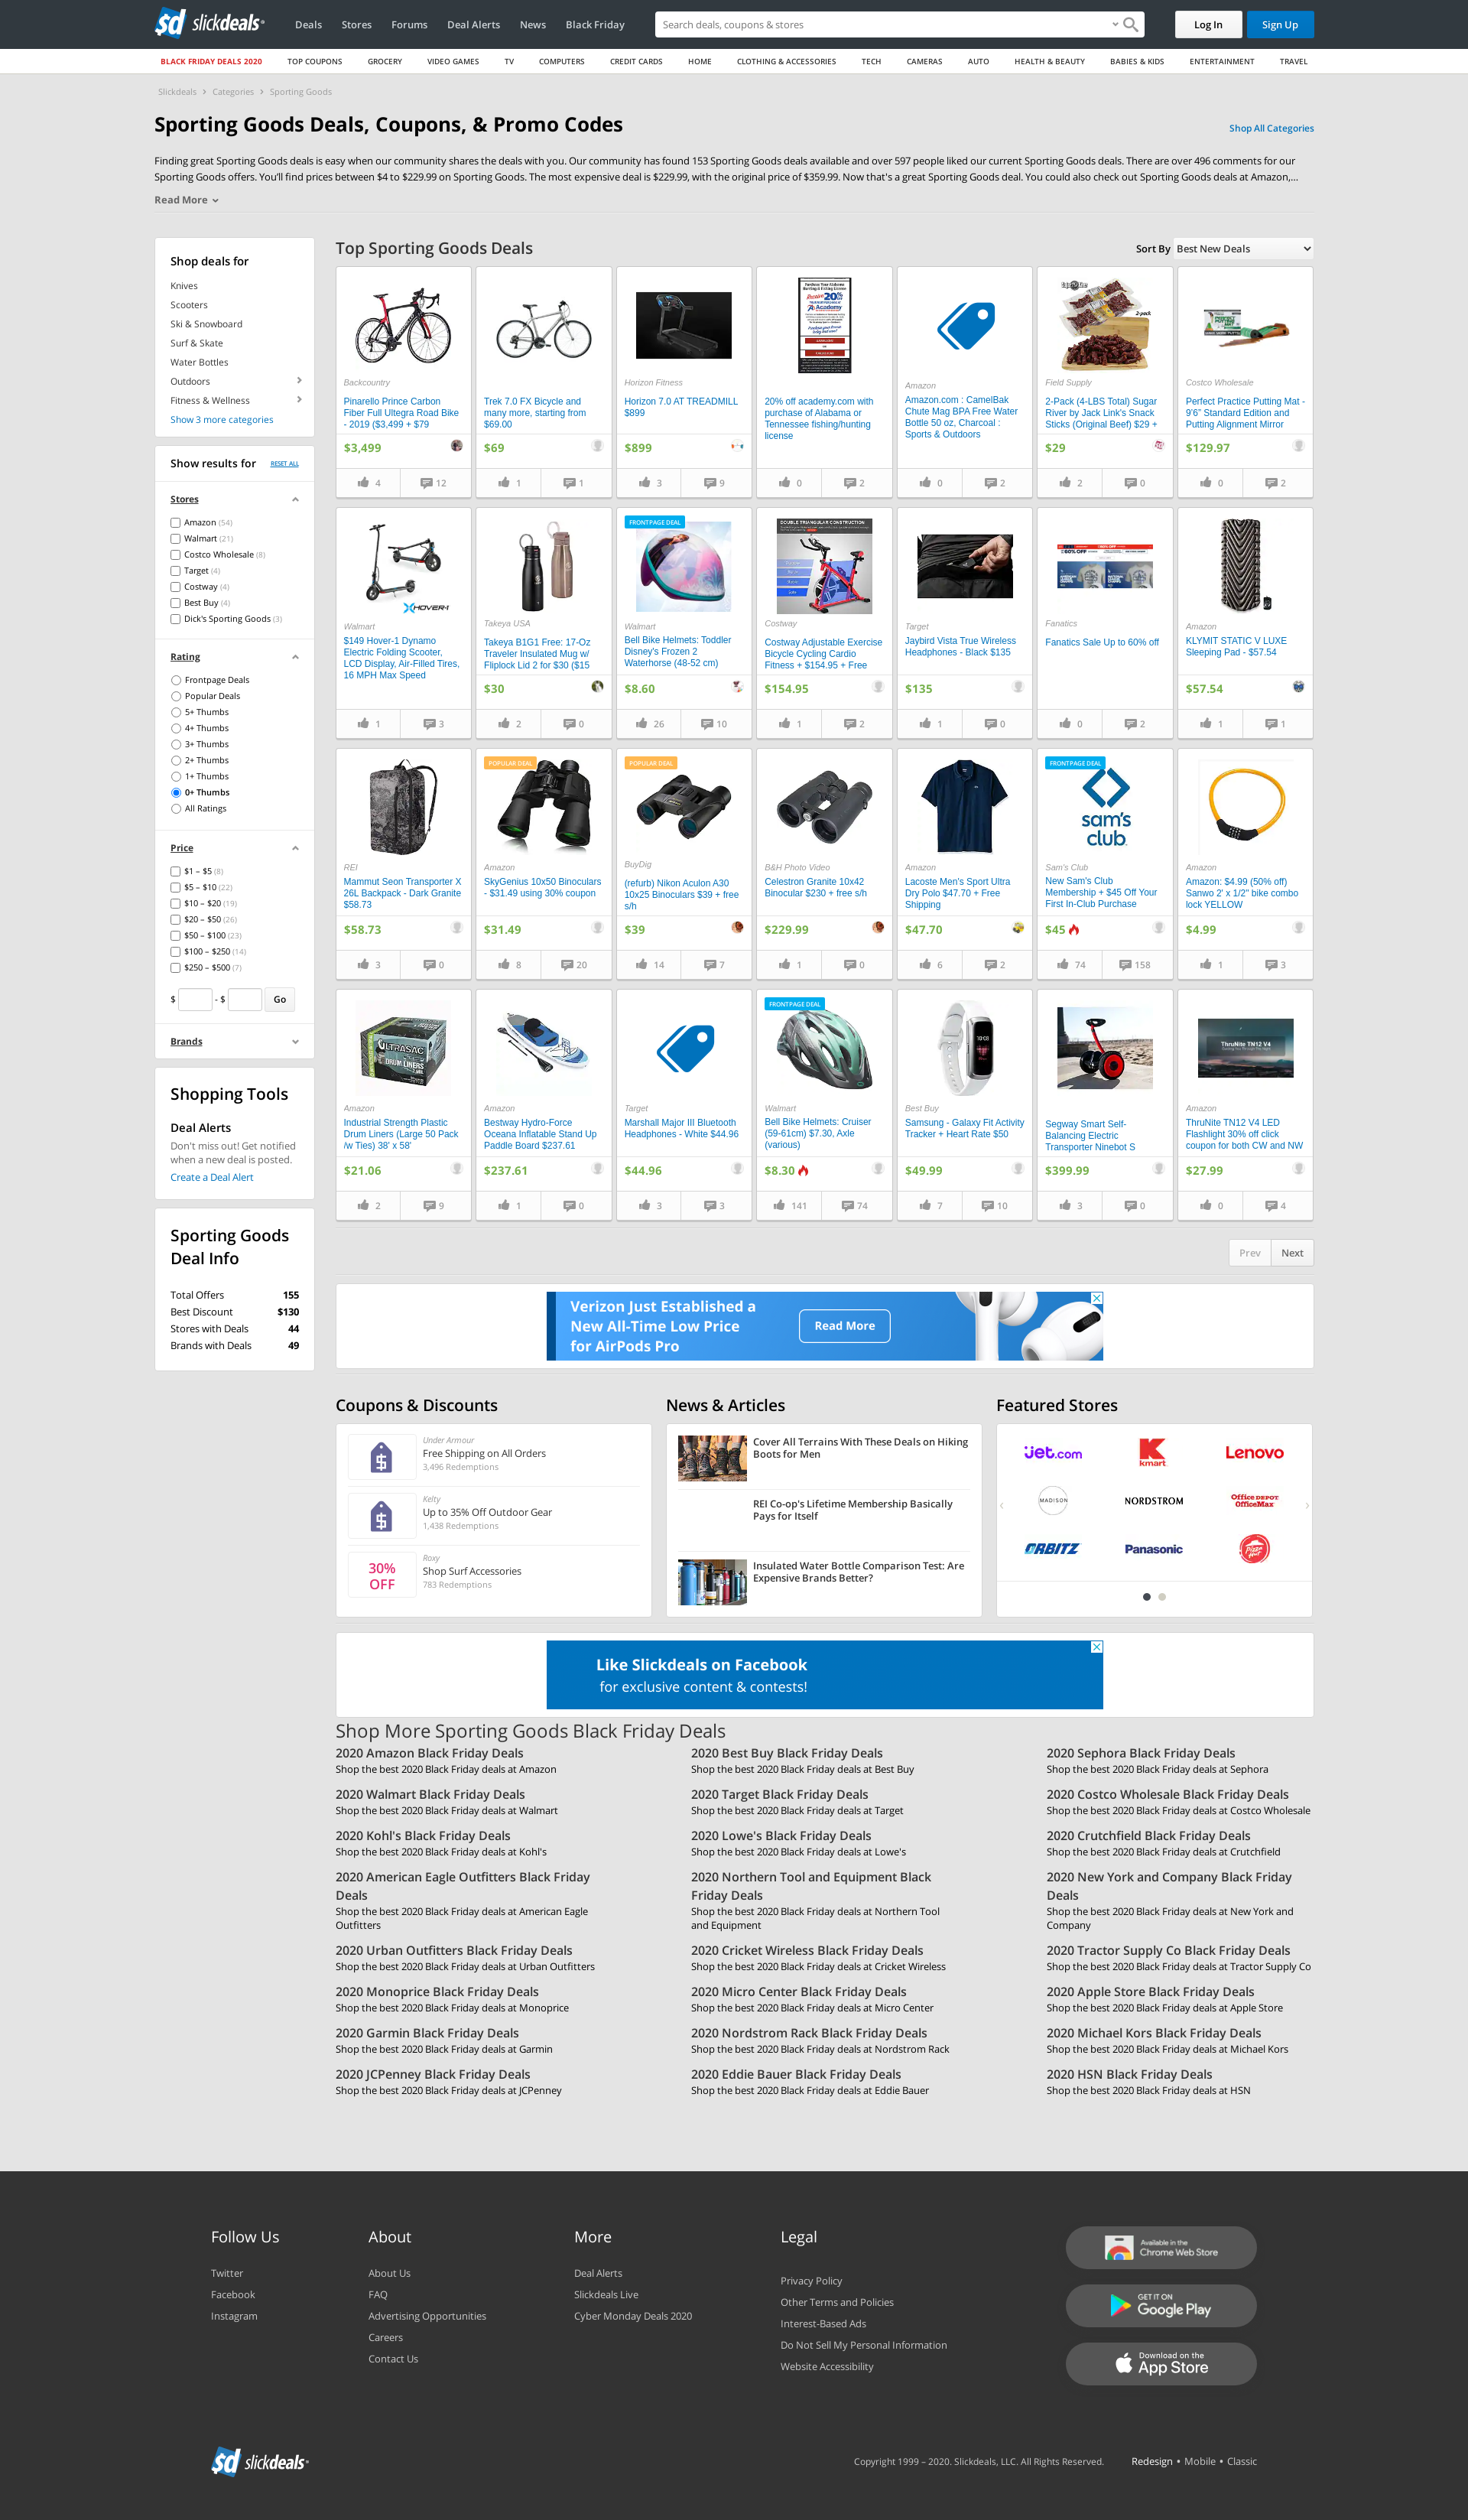 sd slickdeals
Deals
Stores
Forums
Deal Alerts
News
Black Friday
Search deals, coupons & stores
Log In
Sign Up
BLACK FRIDAY DEALS 2020
TOP COUPONS
GROCERY
VIDEO GAMES
TV
COMPUTERS
CREDIT CARDS
HOME
CLOTHING & ACCESSORIES
TECH
CAMERAS
AUTO
HEALTH & BEAUTY
BABIES & KIDS
ENTERTAINMENT
TRAVEL
Slickdeals › Categories › Sporting Goods
Sporting Goods Deals, Coupons, & Promo Codes
Shop All Categories
Finding great Sporting Goods deals is easy when our community shares the deals with you. Our community has found 153 Sporting Goods deals available and over 597 people liked our current Sporting Goods deals. There are over 496 comments for our
Sporting Goods offers. You'll find prices between $4 to $229.99 on Sporting Goods. The most expensive deal is $229.99, with the original price of $359.99. Now that's a great Sporting Goods deal. You could also check out Sporting Goods deals at Amazon,...
Read More
Shop deals for
Knives
Scooters
Ski & Snowboard
Surf & Skate
Water Bottles
Outdoors
Fitness & Wellness
Show 3 more categories
Show results for
RESET ALL
Stores
Amazon (54)
Walmart (21)
Costco Wholesale (8)
Target (4)
Costway (4)
Best Buy (4)
Dick's Sporting Goods (3)
Rating
Frontpage Deals
Popular Deals
5+ Thumbs
4+ Thumbs
3+ Thumbs
2+ Thumbs
1+ Thumbs
0+ Thumbs
All Ratings
Price
$1 – $5 (8)
$5 – $10 (22)
$10 – $20 (19)
$20 – $50 (26)
$50 – $100 (23)
$100 – $250 (14)
$250 – $500 (7)
$ - $ Go
Brands
Shopping Tools
Deal Alerts
Don't miss out! Get notified
when a new deal is posted.
Create a Deal Alert
Sporting Goods
Deal Info
Total Offers 155
Best Discount $130
Stores with Deals 44
Brands with Deals 49
Top Sporting Goods Deals
Sort By Best New Deals
Backcountry
Pinarello Prince Carbon
Fiber Full Ultegra Road Bike
- 2019 ($3,499 + $79
$3,499
4 12
Trek 7.0 FX Bicycle and
many more, starting from
$69.00
$69
1 1
Horizon Fitness
Horizon 7.0 AT TREADMILL
$899
$899
3 9
20%
Academy
20% off academy.com with
purchase of Alabama or
Tennessee fishing/hunting
license
0 2
Amazon
Amazon.com : CamelBak
Chute Mag BPA Free Water
Bottle 50 oz, Charcoal :
Sports & Outdoors
0 2
2-pack
Field Supply
2-Pack (4-LBS Total) Sugar
River by Jack Link's Snack
Sticks (Original Beef) $29 +
$29
2 0
Costco Wholesale
Perfect Practice Putting Mat -
9'6" Standard Edition and
Putting Alignment Mirror
$129.97
0 2
HOVER-1
Walmart
$149 Hover-1 Dynamo
Electric Folding Scooter,
LCD Display, Air-Filled Tires,
16 MPH Max Speed
1 3
Takeya USA
Takeya B1G1 Free: 17-Oz
Traveler Insulated Mug w/
Fliplock Lid 2 for $30 ($15
$30
2 0
FRONTPAGE DEAL
Walmart
Bell Bike Helmets: Toddler
Disney's Frozen 2
Waterhorse (48-52 cm)
$8.60
26 10
DOUBLE TRIANGULAR CONSTRUCTION
Costway
Costway Adjustable Exercise
Bicycle Cycling Cardio
Fitness + $154.95 + Free
$154.95
1 2
Target
Jaybird Vista True Wireless
Headphones - Black $135
$135
1 0
60% OFF
Fanatics
Fanatics Sale Up to 60% off
0 2
Amazon
KLYMIT STATIC V LUXE
Sleeping Pad - $57.54
$57.54
1 1
REI
Mammut Seon Transporter X
26L Backpack - Dark Granite
$58.73
$58.73
3 0
POPULAR DEAL
Amazon
SkyGenius 10x50 Binoculars
- $31.49 using 30% coupon
$31.49
8 20
POPULAR DEAL
BuyDig
(refurb) Nikon Aculon A30
10x25 Binoculars $39 + free
s/h
$39
14 7
B&H Photo Video
Celestron Granite 10x42
Binocular $230 + free s/h
$229.99
1 0
Amazon
Lacoste Men's Sport Ultra
Dry Polo $47.70 + Free
Shipping
$47.70
6 2
FRONTPAGE DEAL
sam's
club
Sam's Club
New Sam's Club
Membership + $45 Off Your
First In-Club Purchase
$45
74 158
Amazon
Amazon: $4.99 (50% off)
Sanwo 2' x 1/2" bike combo
lock YELLOW
$4.99
1 3
ULTRASAC
DRUM LINERS
Amazon
Industrial Strength Plastic
Drum Liners (Large 50 Pack
/w Ties) 38' x 58'
$21.06
2 9
Amazon
Bestway Hydro-Force
Oceana Inflatable Stand Up
Paddle Board $237.61
$237.61
1 0
Target
Marshall Major III Bluetooth
Headphones - White $44.96
$44.96
3 3
FRONTPAGE DEAL
Walmart
Bell Bike Helmets: Cruiser
(59-61cm) $7.30, Axle
(various)
$8.30
141 74
Best Buy
Samsung - Galaxy Fit Activity
Tracker + Heart Rate $50
$49.99
7 10
Segway Smart Self-
Balancing Electric
Transporter Ninebot S
$399.99
3 0
ThruNite TN12 V4
Amazon
ThruNite TN12 V4 LED
Flashlight 30% off click
coupon for both CW and NW
$27.99
0 4
Prev Next
Verizon Just Established a
New All-Time Low Price
for AirPods Pro
Read More
Coupons & Discounts
Under Armour
Free Shipping on All Orders
3,496 Redemptions
Kelty
Up to 35% Off Outdoor Gear
1,438 Redemptions
30%
OFF
Roxy
Shop Surf Accessories
783 Redemptions
News & Articles
Cover All Terrains With These Deals on Hiking
Boots for Men
REI Co-op's Lifetime Membership Basically
Pays for Itself
Insulated Water Bottle Comparison Test: Are
Expensive Brands Better?
Featured Stores
jet.com
K kmart
Lenovo
MADISON
NORDSTROM
Office DEPOT
OfficeMax
ORBITZ
Panasonic
Pizza Hut
Like Slickdeals on Facebook
for exclusive content & contests!
Shop More Sporting Goods Black Friday Deals
2020 Amazon Black Friday Deals
Shop the best 2020 Black Friday deals at Amazon
2020 Best Buy Black Friday Deals
Shop the best 2020 Black Friday deals at Best Buy
2020 Sephora Black Friday Deals
Shop the best 2020 Black Friday deals at Sephora
2020 Walmart Black Friday Deals
Shop the best 2020 Black Friday deals at Walmart
2020 Target Black Friday Deals
Shop the best 2020 Black Friday deals at Target
2020 Costco Wholesale Black Friday Deals
Shop the best 2020 Black Friday deals at Costco Wholesale
2020 Kohl's Black Friday Deals
Shop the best 2020 Black Friday deals at Kohl's
2020 Lowe's Black Friday Deals
Shop the best 2020 Black Friday deals at Lowe's
2020 Crutchfield Black Friday Deals
Shop the best 2020 Black Friday deals at Crutchfield
2020 American Eagle Outfitters Black Friday
Deals
Shop the best 2020 Black Friday deals at American Eagle
Outfitters
2020 Northern Tool and Equipment Black
Friday Deals
Shop the best 2020 Black Friday deals at Northern Tool
and Equipment
2020 New York and Company Black Friday
Deals
Shop the best 2020 Black Friday deals at New York and
Company
2020 Urban Outfitters Black Friday Deals
Shop the best 2020 Black Friday deals at Urban Outfitters
2020 Cricket Wireless Black Friday Deals
Shop the best 2020 Black Friday deals at Cricket Wireless
2020 Tractor Supply Co Black Friday Deals
Shop the best 2020 Black Friday deals at Tractor Supply Co
2020 Monoprice Black Friday Deals
Shop the best 2020 Black Friday deals at Monoprice
2020 Micro Center Black Friday Deals
Shop the best 2020 Black Friday deals at Micro Center
2020 Apple Store Black Friday Deals
Shop the best 2020 Black Friday deals at Apple Store
2020 Garmin Black Friday Deals
Shop the best 2020 Black Friday deals at Garmin
2020 Nordstrom Rack Black Friday Deals
Shop the best 2020 Black Friday deals at Nordstrom Rack
2020 Michael Kors Black Friday Deals
Shop the best 2020 Black Friday deals at Michael Kors
2020 JCPenney Black Friday Deals
Shop the best 2020 Black Friday deals at JCPenney
2020 Eddie Bauer Black Friday Deals
Shop the best 2020 Black Friday deals at Eddie Bauer
2020 HSN Black Friday Deals
Shop the best 2020 Black Friday deals at HSN
Follow Us
Twitter
Facebook
Instagram
About
About Us
FAQ
Advertising Opportunities
Careers
Contact Us
More
Deal Alerts
Slickdeals Live
Cyber Monday Deals 2020
Legal
Privacy Policy
Other Terms and Policies
Interest-Based Ads
Do Not Sell My Personal Information
Website Accessibility
Available in the
Chrome Web Store
GET IT ON
Google Play
Download on the
App Store
sd slickdeals
Copyright 1999 – 2020. Slickdeals, LLC. All Rights Reserved.
Redesign • Mobile • Classic